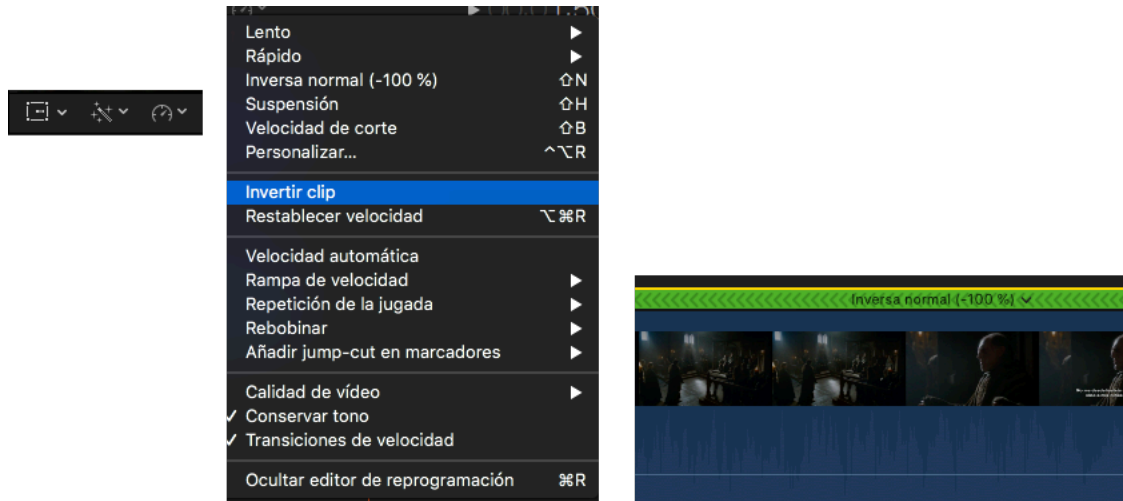 Lento
Rápido
Inversa normal (-100 %) ⇧N
Suspensión ⇧H
Velocidad de corte ⇧B
Personalizar... ^⌥R
Invertir clip
Restablecer velocidad ⌥⌘R
Velocidad automática
Rampa de velocidad
Repetición de la jugada
Rebobinar
Añadir jump-cut en marcadores
Calidad de vídeo
✓ Conservar tono
✓ Transiciones de velocidad
Ocultar editor de reprogramación ⌘R
Inversa normal (-100 %)